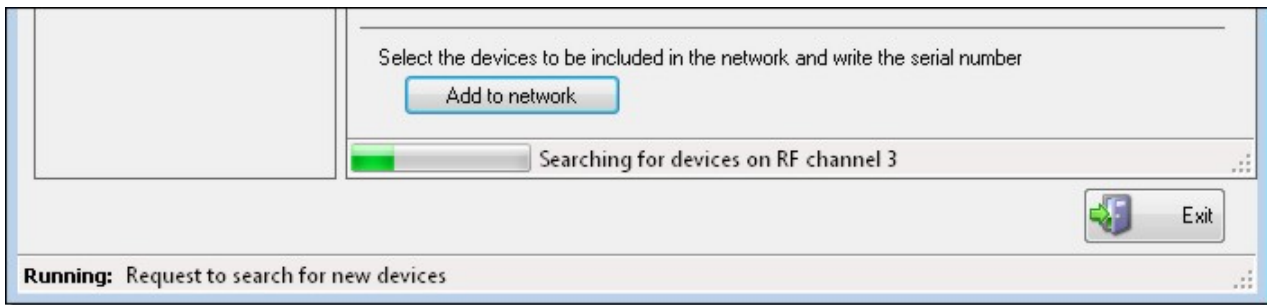 Select the devices to be included in the network and write the serial number
Add to network
Searching for devices on RF channel 3
Exit
Running: Request to search for new devices